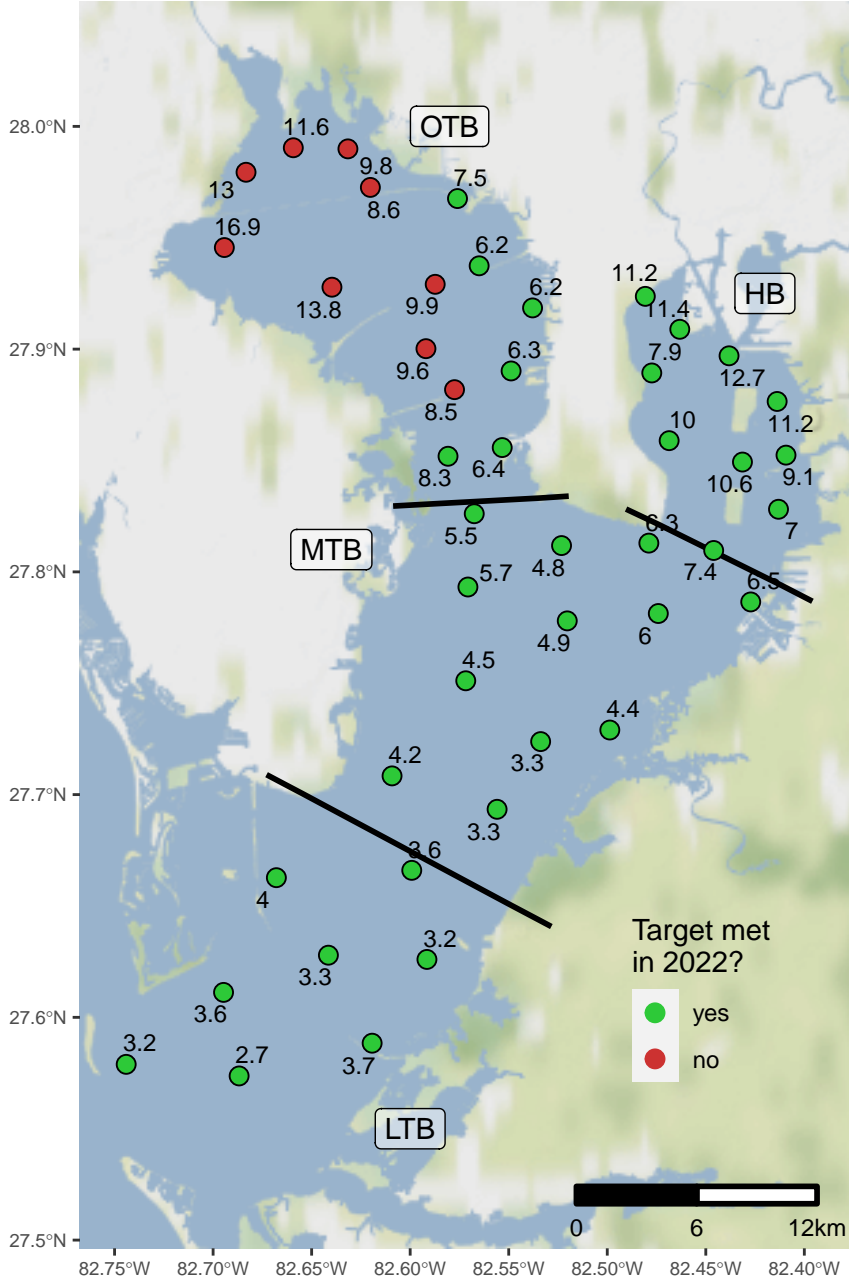 28.0°N
27.9°N
27.8°N
27.7°N
27.6°N
27.5°N
OTB
11.6
9.8
13
8.6
7.5
16.9
6.2
13.8
9.9
6.2
11.2
HB
11.4
9.6
6.3
7.9
12.7
8.5
11.2
10
8.3
6.4
10.6
9.1
5.5
6.3
7
MTB
4.8
7.4
5.7
6.5
4.9
6
4.5
4.4
4.2
3.3
3.3
3.6
4
3.2
3.3
3.6
3.2
2.7
3.7
LTB
Target met
in 2022?
yes
no
0 6 12km
82.75°W 82.70°W 82.65°W 82.60°W 82.55°W 82.50°W 82.45°W 82.40°W